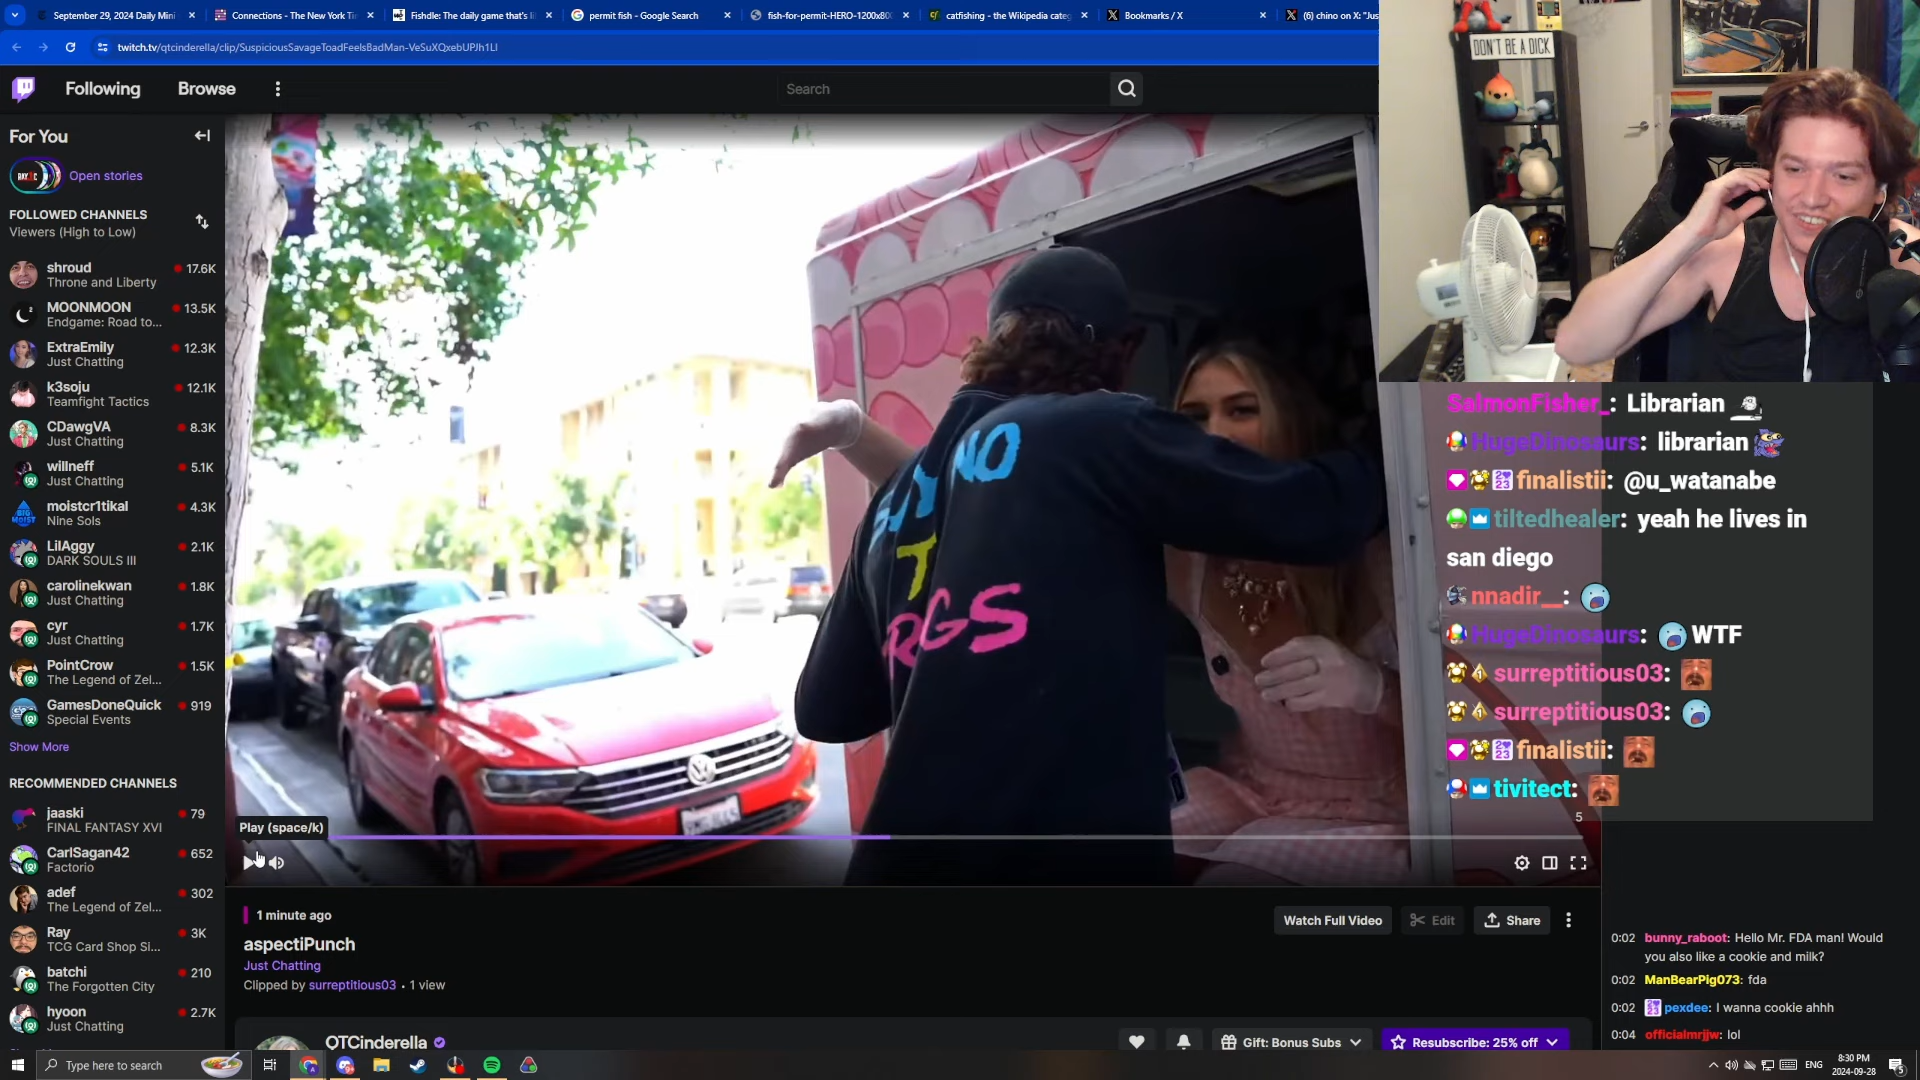 September 29, 2024 Daily Mini
Connections - The New York Tim
Fishdle: The daily game that's li
permit fish - Google Search
fish-for-permit-HERO-1200x80
catfishing - the Wikipedia categ
Bookmarks / X
(6) chino on X: "Jus
twitch.tv/qtcinderella/clip/SuspiciousSavageToadFeelsBadMan-VeSuXQxebUPJh1LI
DON'T BE A DICK
Following
Browse
Search
For You
Open stories
FOLLOWED CHANNELS
Viewers (High to Low)
shroud
17.6K
Throne and Liberty
MOONMOON
13.5K
Endgame: Road to...
ExtraEmily
12.3K
Just Chatting
k3soju
12.1K
Teamfight Tactics
CDawgVA
8.3K
Just Chatting
willneff
5.1K
Just Chatting
moistcr1tikal
4.3K
Nine Sols
LilAggy
2.1K
DARK SOULS III
carolinekwan
1.8K
Just Chatting
cyr
1.7K
Just Chatting
PointCrow
1.5K
The Legend of Zel...
GamesDoneQuick
919
Special Events
Show More
RECOMMENDED CHANNELS
jaaski
79
FINAL FANTASY XVI
CarlSagan42
652
Factorio
adef
302
The Legend of Zel...
Ray
3K
TCG Card Shop Si...
batchi
210
The Forgotten City
hyoon
2.7K
Just Chatting
SalmonFisher_: Librarian
HugeDinosaurs: librarian
finalistii: @u_watanabe
tiltedhealer: yeah he lives in
san diego
nnadir__:
HugeDinosaurs: WTF
surreptitious03:
surreptitious03:
finalistii:
tivitect:
Play (space/k)
5
1 minute ago
aspectiPunch
Just Chatting
Clipped by surreptitious03 • 1 view
Watch Full Video
Edit
Share
QTCinderella
Gift: Bonus Subs
Resubscribe: 25% off
0:02 bunny_raboot: Hello Mr. FDA man! Would
you also like a cookie and milk?
0:02 ManBearPig073: fda
0:02 pexdee: I wanna cookie ahhh
0:04 officialmrjjw: lol
Type here to search
ENG
8:30 PM
2024-09-28
5